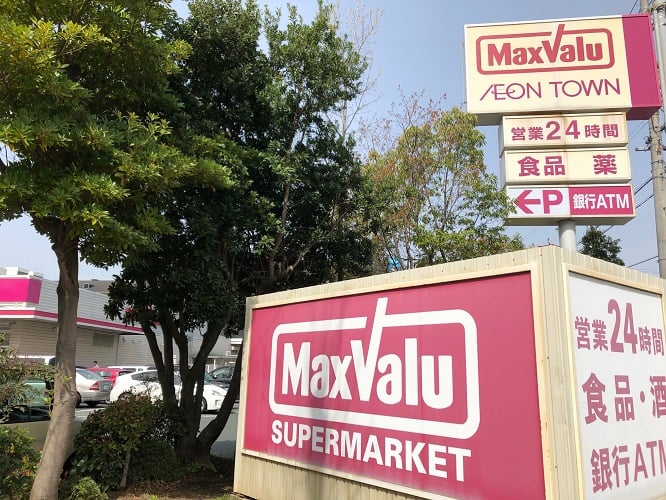 MaxValu
ÆON TOWN
営業24時間
食品 薬
←P 銀行ATM
MaxValu
SUPERMARKET
営業24時間
食品・酒
銀行ATM